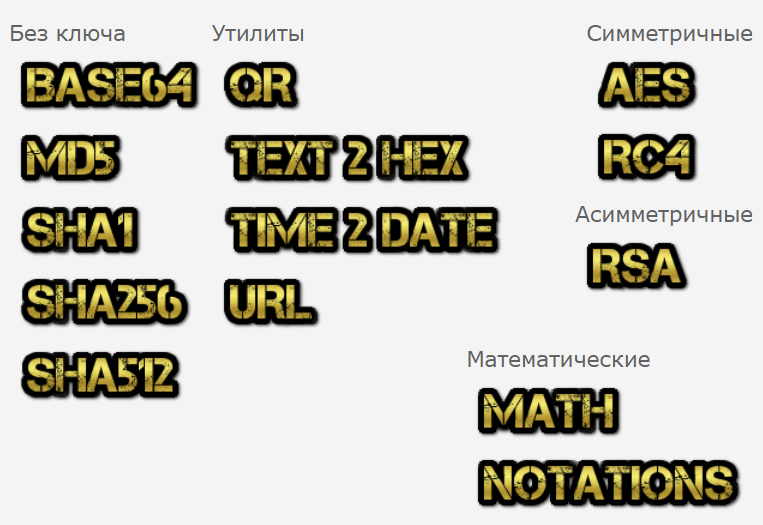 Без ключа
BASE64
MD5
SHA1
SHA256
SHA512
Утилиты
QR
TEXT 2 HEX
TIME 2 DATE
URL
Симметричные
AES
RC4
Асимметричные
RSA
Математические
MATH
NOTATIONS